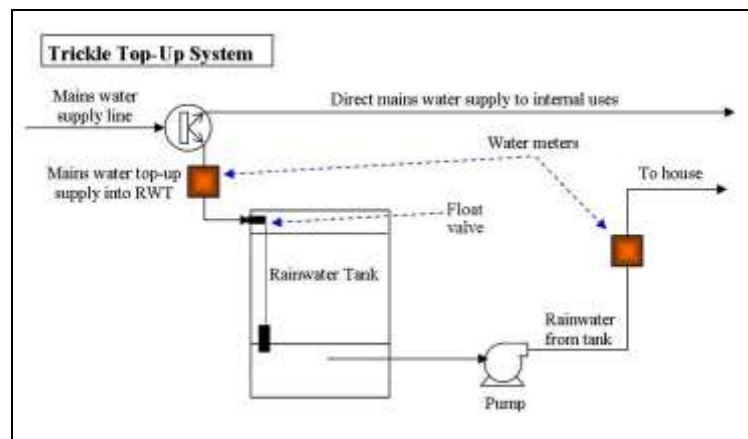 Trickle Top-Up System
Mains water
supply line
Direct mains water supply to internal uses
Water meters
Mains water top-up
supply into RWT
To house
Float
valve
Rainwater Tank
Rainwater
from tank
Pump